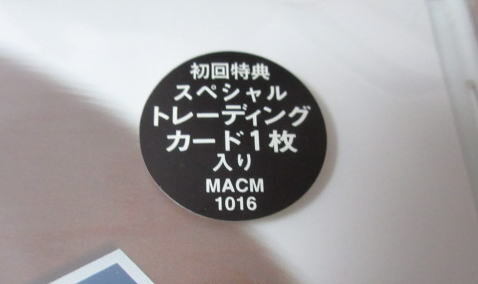 初回特典
スペシャル
トレーディング
カード1枚
入り
MACM
1016